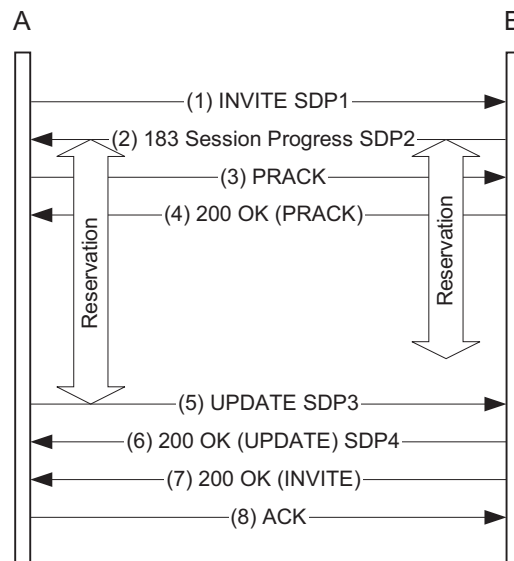 A
B
(1) INVITE SDP1
(2) 183 Session Progress SDP2
(3) PRACK
(4) 200 OK (PRACK)
Reservation
Reservation
(5) UPDATE SDP3
(6) 200 OK (UPDATE) SDP4
(7) 200 OK (INVITE)
(8) ACK